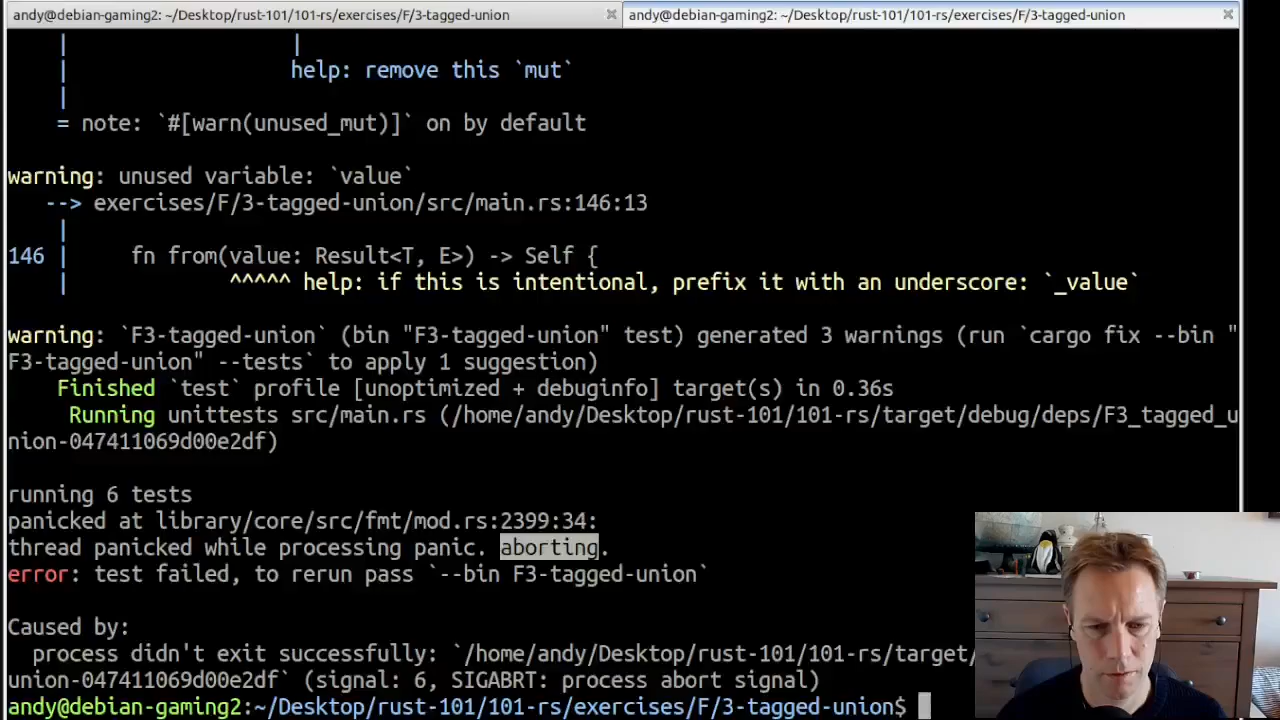 andy@debian-gaming2: ~/Desktop/rust-101/101-rs/exercises/F/3-tagged-union
andy@debian-gaming2: ~/Desktop/rust-101/101-rs/exercises/F/3-tagged-union
|                   |
|                   help: remove this `mut`
|
= note: `#[warn(unused_mut)]` on by default
warning: unused variable: `value`
--> exercises/F/3-tagged-union/src/main.rs:146:13
|
146 |     fn from(value: Result<T, E>) -> Self {
|             ^^^^^ help: if this is intentional, prefix it with an underscore: `_value`
warning: `F3-tagged-union` (bin "F3-tagged-union" test) generated 3 warnings (run `cargo fix --bin "
F3-tagged-union" --tests` to apply 1 suggestion)
Finished `test` profile [unoptimized + debuginfo] target(s) in 0.36s
Running unittests src/main.rs (/home/andy/Desktop/rust-101/101-rs/target/debug/deps/F3_tagged_u
nion-047411069d00e2df)
running 6 tests
panicked at library/core/src/fmt/mod.rs:2399:34:
thread panicked while processing panic. aborting.
error: test failed, to rerun pass `--bin F3-tagged-union`
Caused by:
process didn't exit successfully: `/home/andy/Desktop/rust-101/101-rs/target/
union-047411069d00e2df` (signal: 6, SIGABRT: process abort signal)
andy@debian-gaming2:~/Desktop/rust-101/101-rs/exercises/F/3-tagged-union$